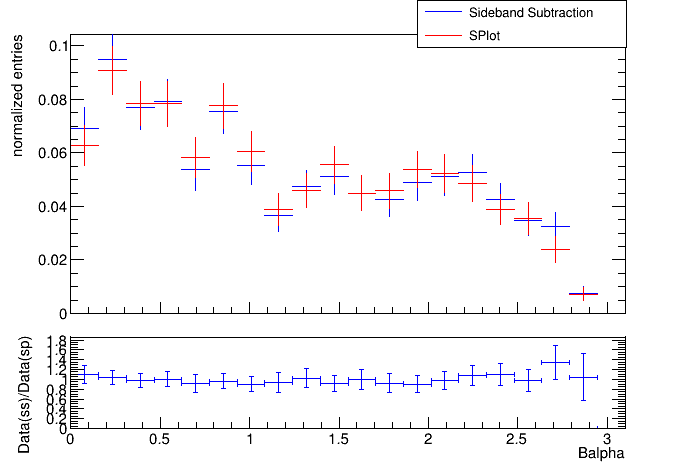 Sideband Subtraction
SPlot
normalized entries
0.1
0.08
0.06
0.04
0.02
0
Data(ss)/Data(sp)
1.8
1.6
1.4
1.2
1
0.8
0.6
0.4
0.2
0
0 0.5 1 1.5 2 2.5 3
Balpha